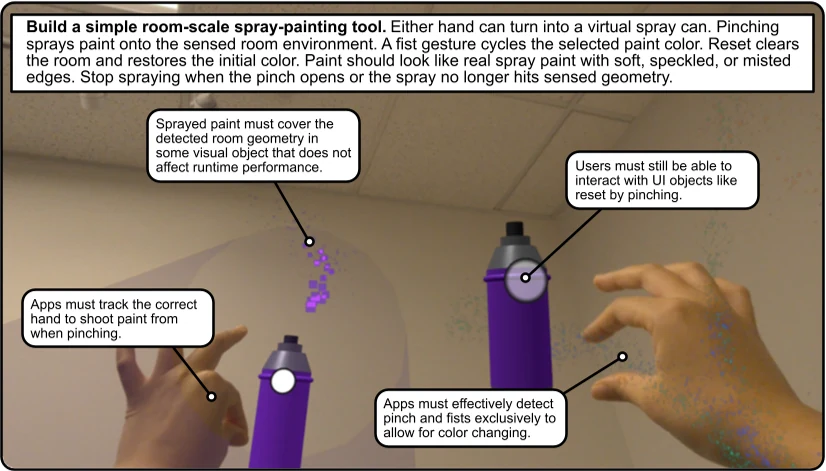 Build a simple room-scale spray-painting tool. Either hand can turn into a virtual spray can. Pinching
sprays paint onto the sensed room environment. A fist gesture cycles the selected paint color. Reset clears
the room and restores the initial color. Paint should look like real spray paint with soft, speckled, or misted
edges. Stop spraying when the pinch opens or the spray no longer hits sensed geometry.
Sprayed paint must cover the
detected room geometry in
some visual object that does not
affect runtime performance.
Users must still be able to
interact with UI objects like
reset by pinching.
Apps must track the correct
hand to shoot paint from
when pinching.
Apps must effectively detect
pinch and fists exclusively to
allow for color changing.